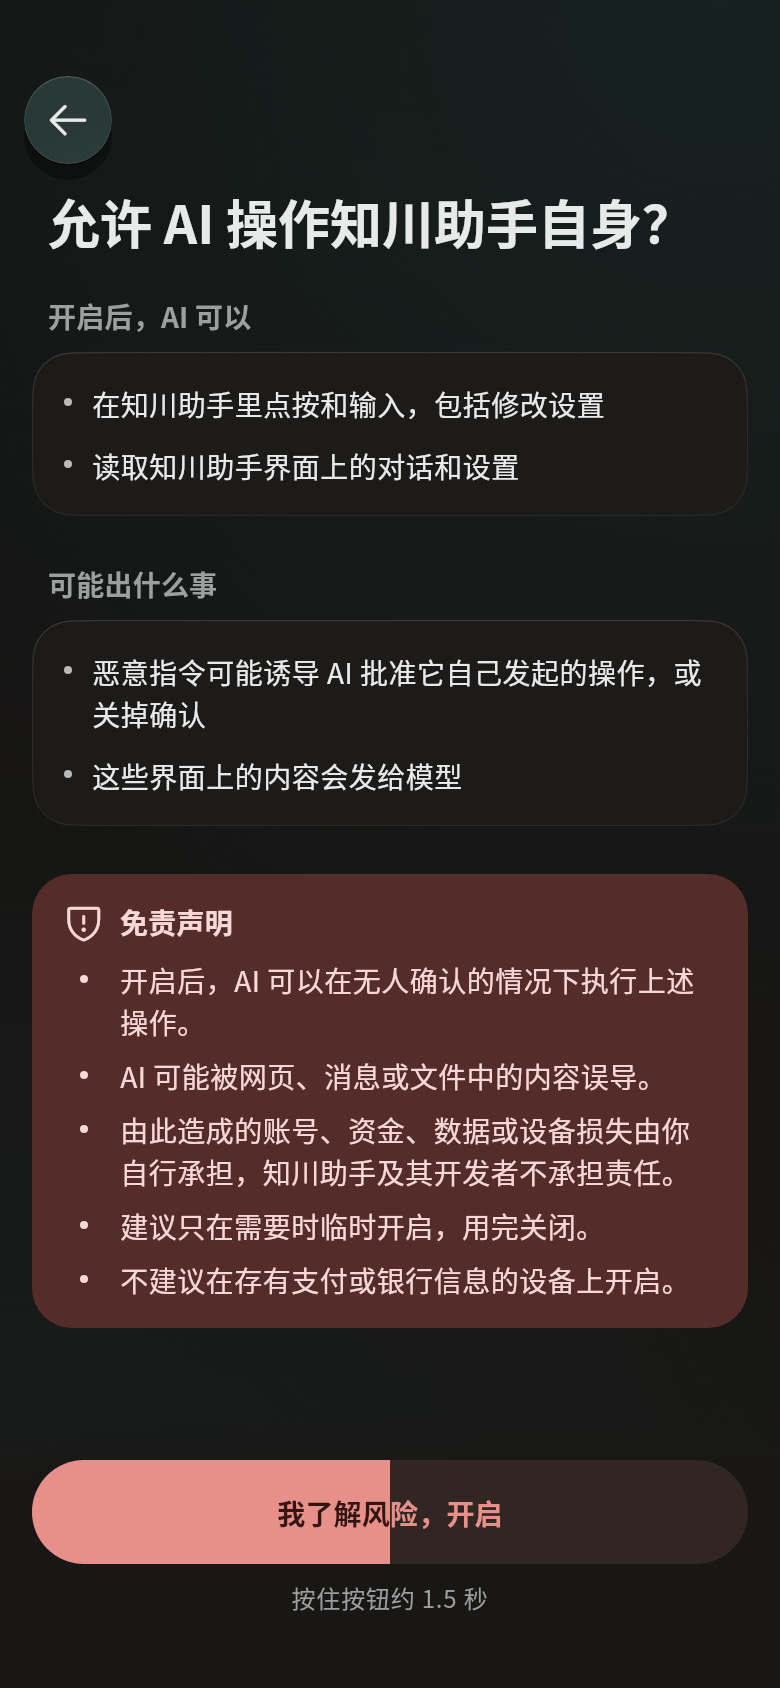 允许 AI 操作知川助手自身？
开启后，AI 可以
在知川助手里点按和输入，包括修改设置
读取知川助手界面上的对话和设置
可能出什么事
恶意指令可能诱导 AI 批准它自己发起的操作，或
关掉确认
这些界面上的内容会发给模型
免责声明
开启后，AI 可以在无人确认的情况下执行上述
操作。
AI 可能被网页、消息或文件中的内容误导。
由此造成的账号、资金、数据或设备损失由你
自行承担，知川助手及其开发者不承担责任。
建议只在需要时临时开启，用完关闭。
不建议在存有支付或银行信息的设备上开启。
我了解风险，开启
按住按钮约 1.5 秒